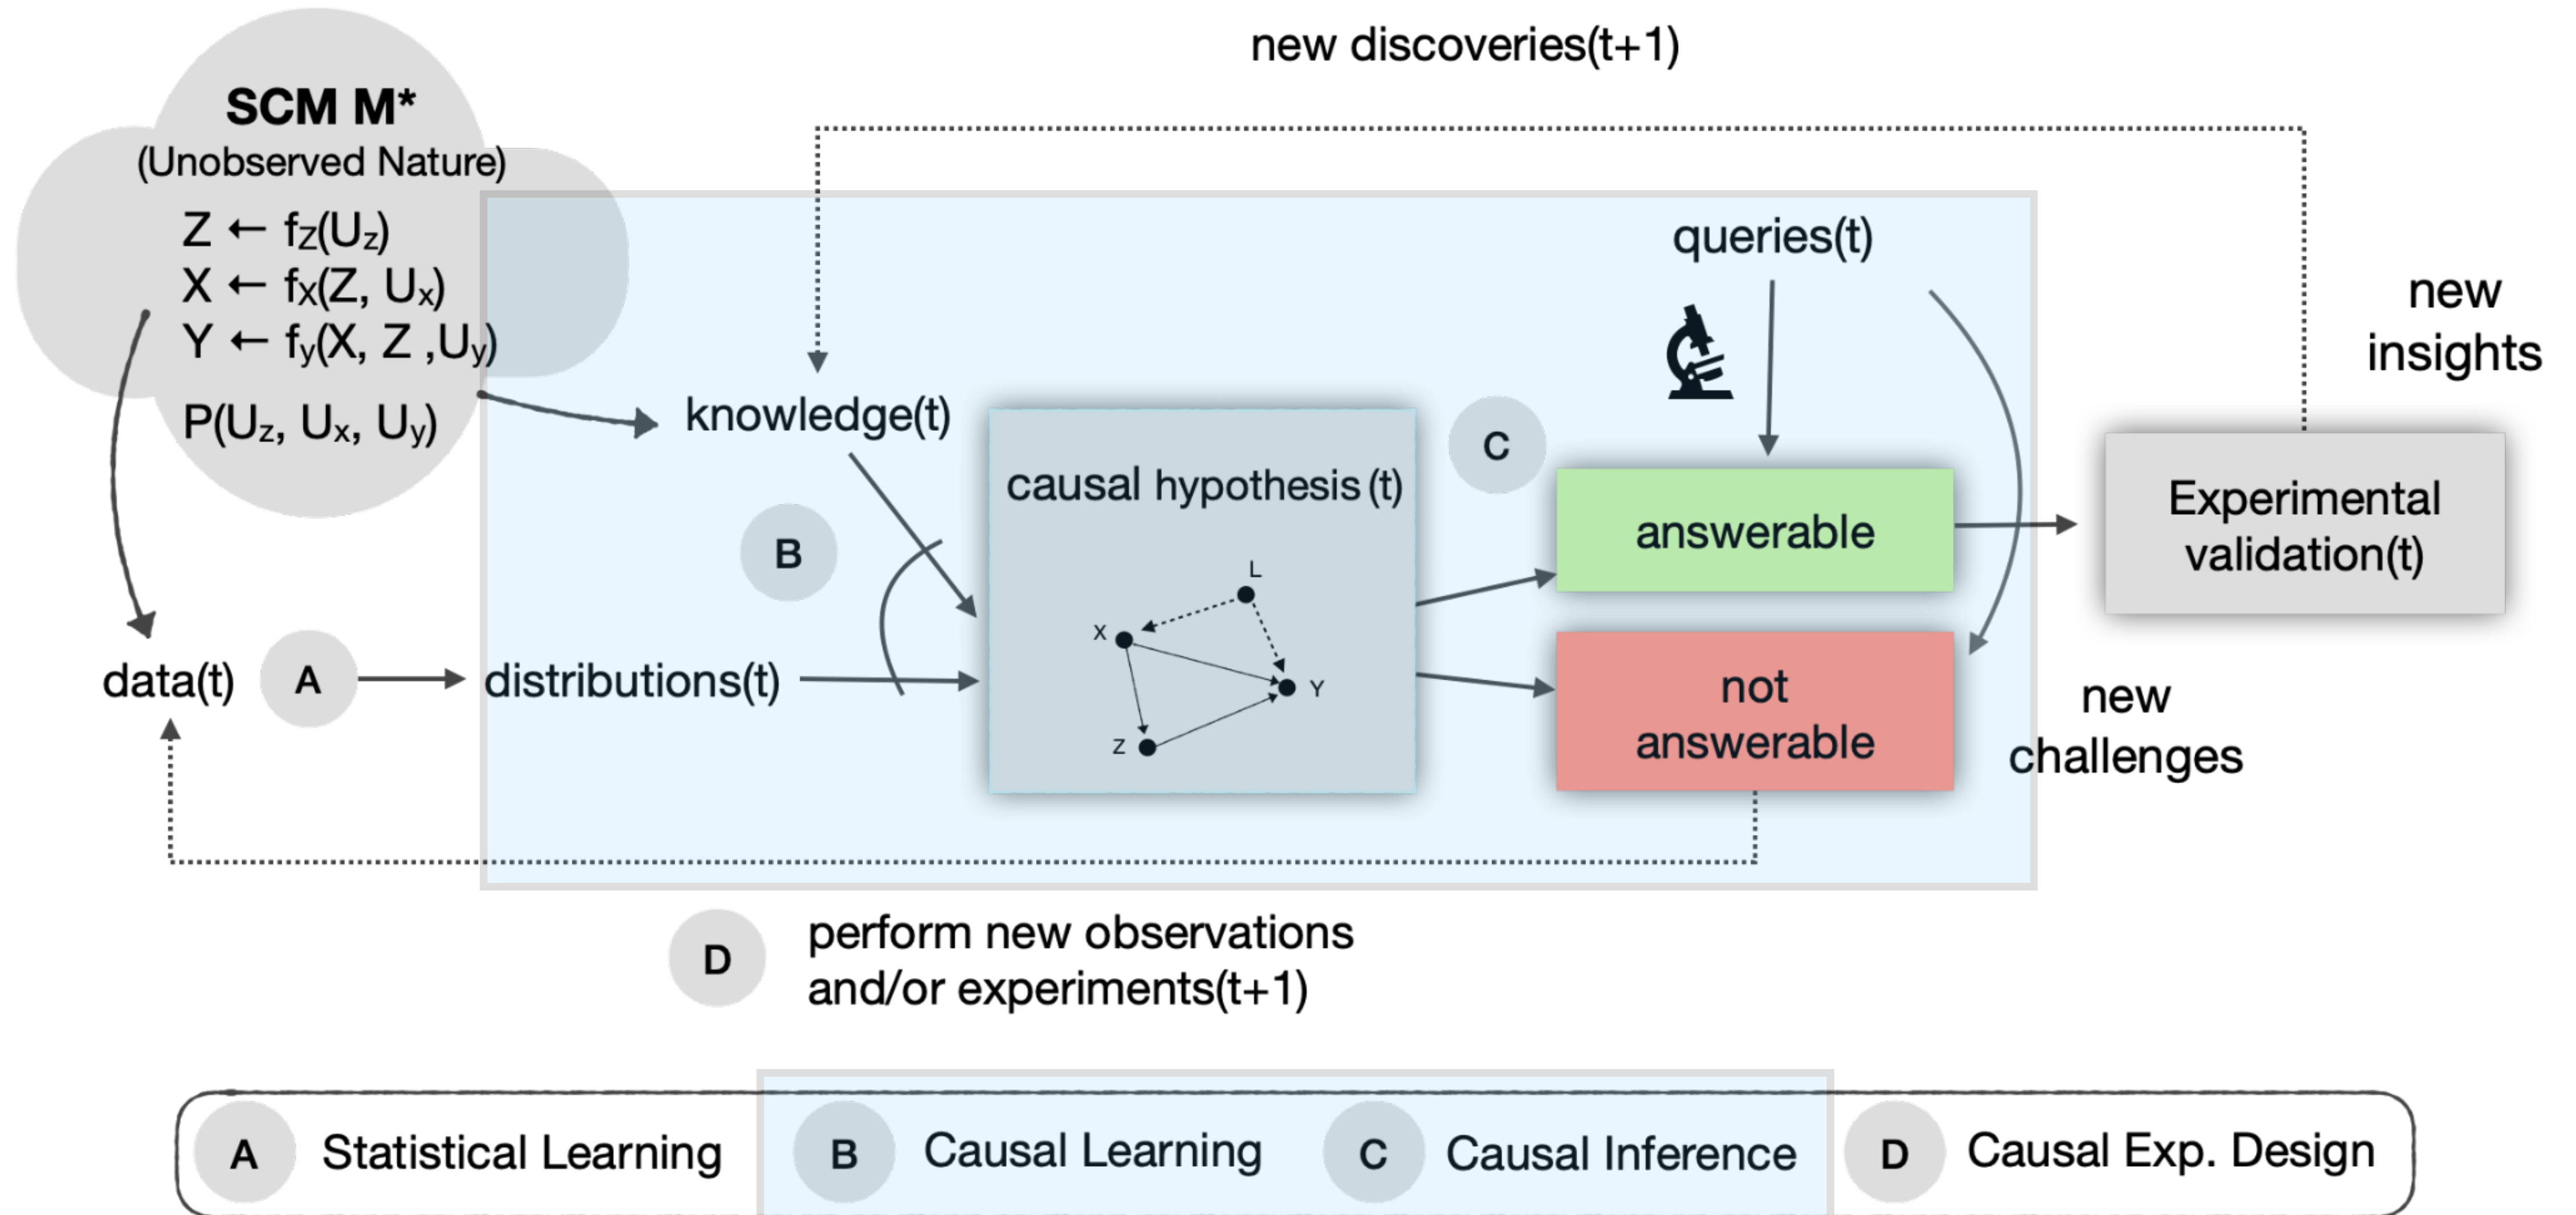 new discoveries(t+1)
SCM M*
(Unobserved Nature)
Z ← fZ(Uz)
X ← fX(Z, Ux)
Y ← fy(X, Z ,Uy)
P(Uz, Ux, Uy)
queries(t)
new
insights
knowledge(t)
causal hypothesis (t)
L
X
Y
Z
C
answerable
Experimental
validation(t)
B
data(t)
A
distributions(t)
not
answerable
new
challenges
D
perform new observations
and/or experiments(t+1)
A Statistical Learning
B Causal Learning
C Causal Inference
D Causal Exp. Design